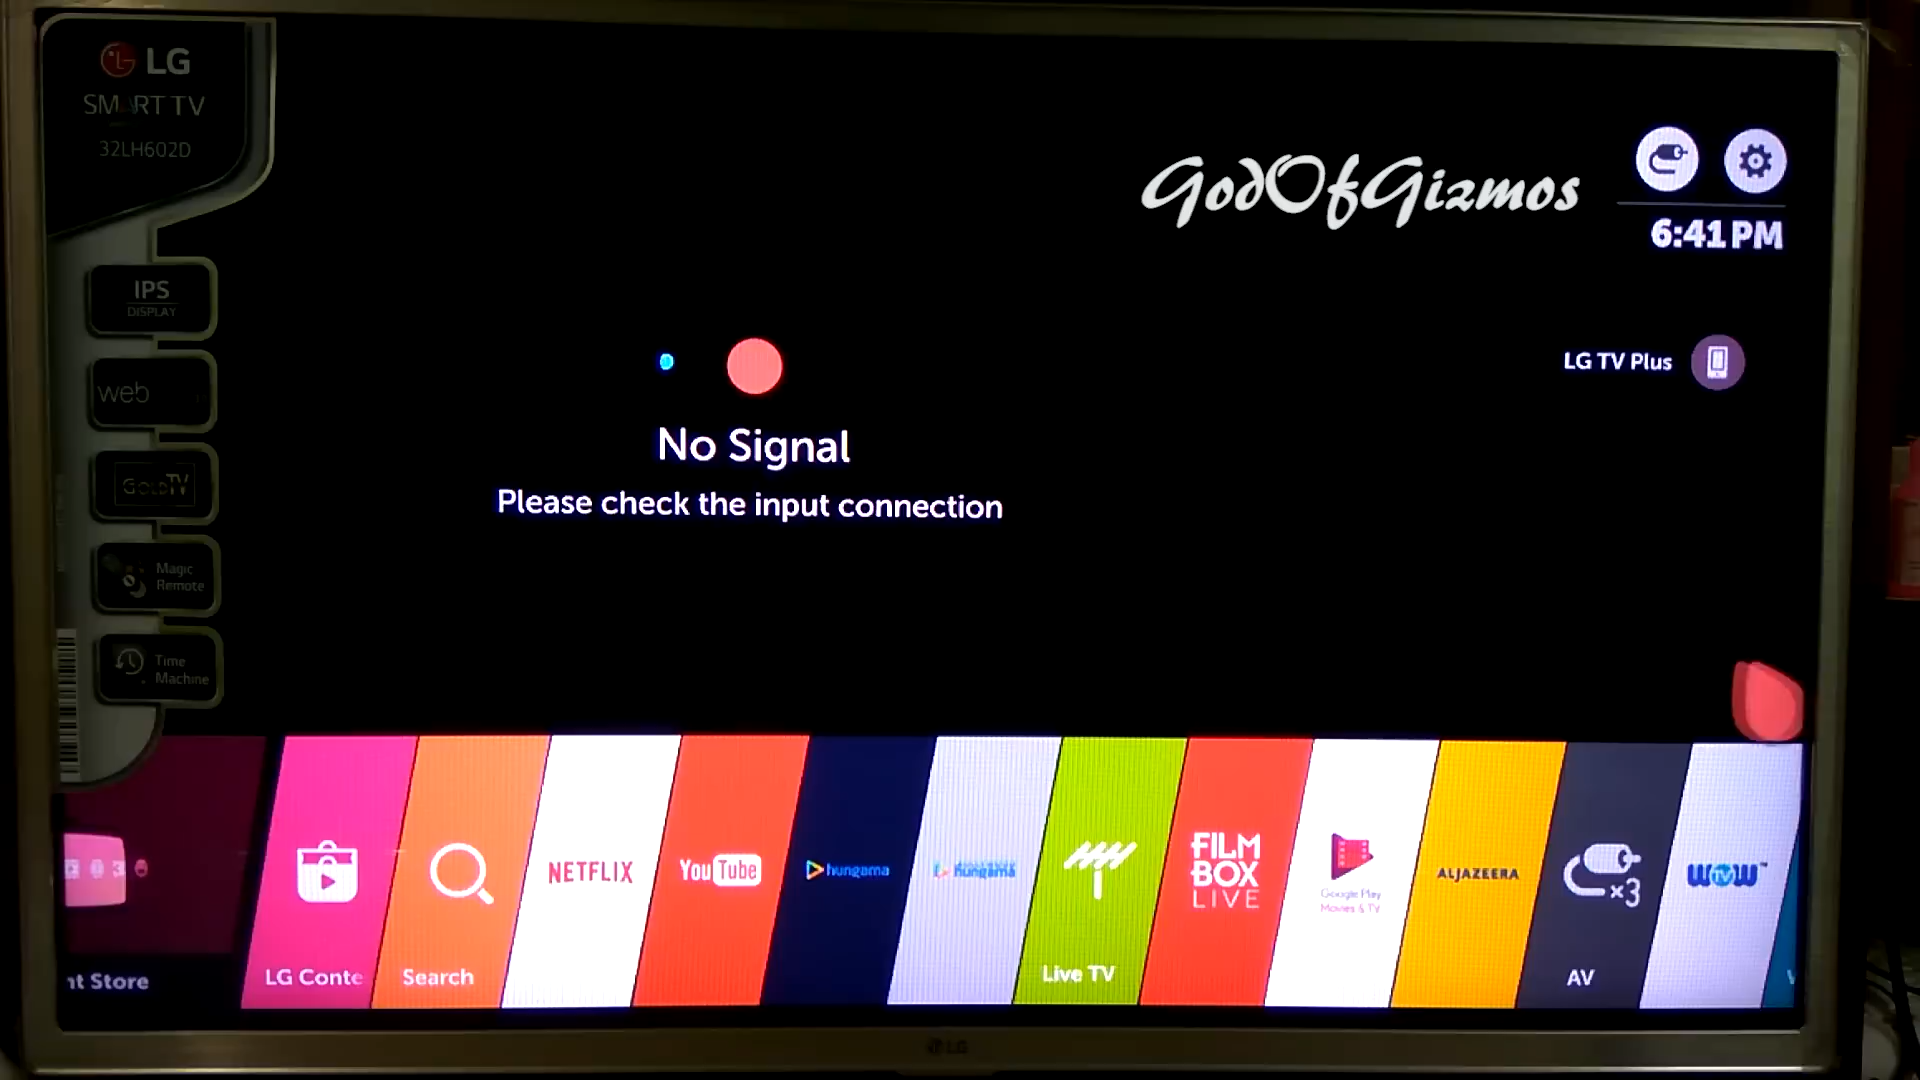 LG
SMART TV
32LH602D
GodOfGizmos
6:41 PM
IPS
DISPLAY
web
GOLDTV
Magic
Remote
Time
Machine
LG TV Plus
No Signal
Please check the input connection
nt Store
LG Conte
Search
NETFLIX
YouTube
hungama
hungama
Live TV
FILM
BOX
LIVE
Google Play
Movies & TV
ALJAZEERA
×3
AV
WOW TV
LG